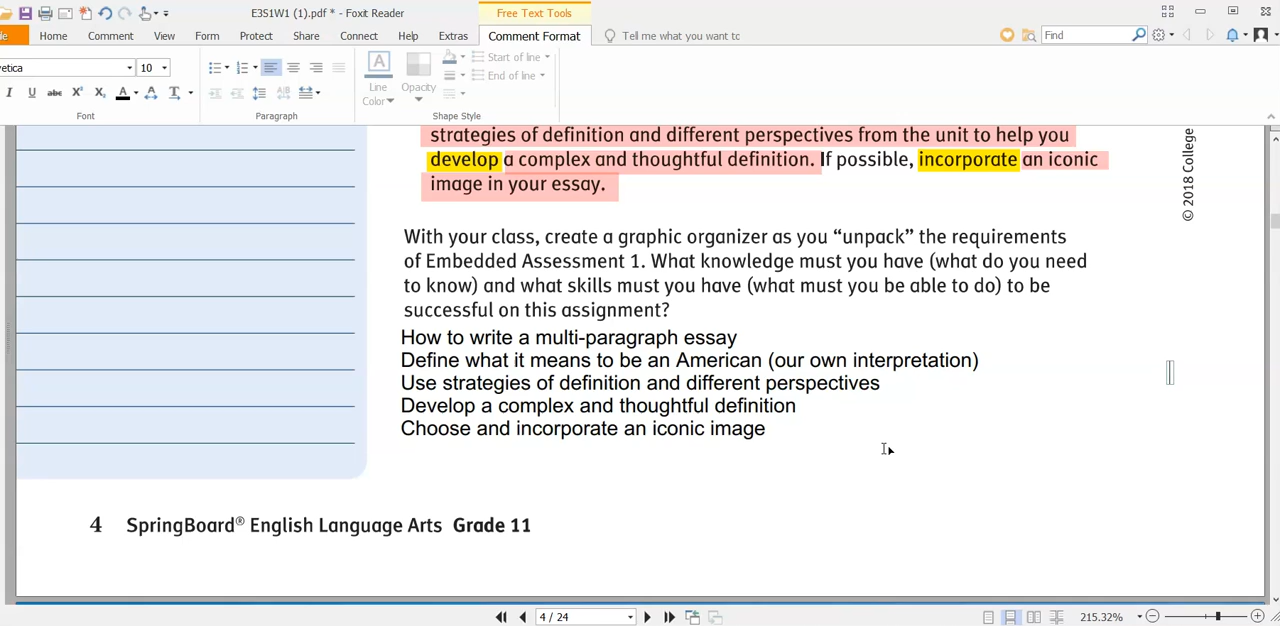 E3S1W1 (1).pdf * - Foxit Reader
Free Text Tools
Home Comment View Form Protect Share Connect Help Extras Comment Format Tell me what you want tc
Find
10
Line Color
Opacity
Start of line
End of line
Font
Paragraph
Shape Style
strategies of definition and different perspectives from the unit to help you
develop a complex and thoughtful definition. If possible, incorporate an iconic
image in your essay.
© 2018 College
With your class, create a graphic organizer as you “unpack” the requirements
of Embedded Assessment 1. What knowledge must you have (what do you need
to know) and what skills must you have (what must you be able to do) to be
successful on this assignment?
How to write a multi-paragraph essay
Define what it means to be an American (our own interpretation)
Use strategies of definition and different perspectives
Develop a complex and thoughtful definition
Choose and incorporate an iconic image
4 SpringBoard® English Language Arts Grade 11
4 / 24
215.32%